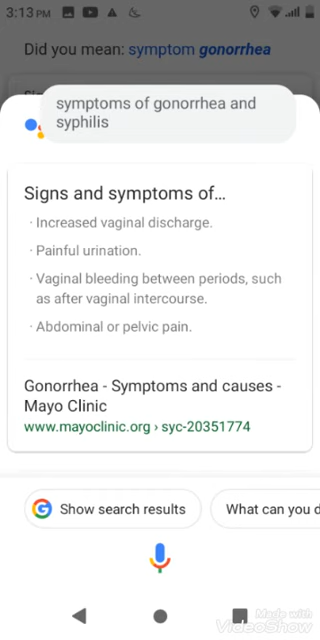 3:13 PM
Did you mean: symptom gonorrhea
symptoms of gonorrhea and
syphilis
Signs and symptoms of...
· Increased vaginal discharge.
· Painful urination.
· Vaginal bleeding between periods, such
as after vaginal intercourse.
· Abdominal or pelvic pain.
Gonorrhea - Symptoms and causes -
Mayo Clinic
www.mayoclinic.org › syc-20351774
Show search results
What can you d
Made with
VideoShow